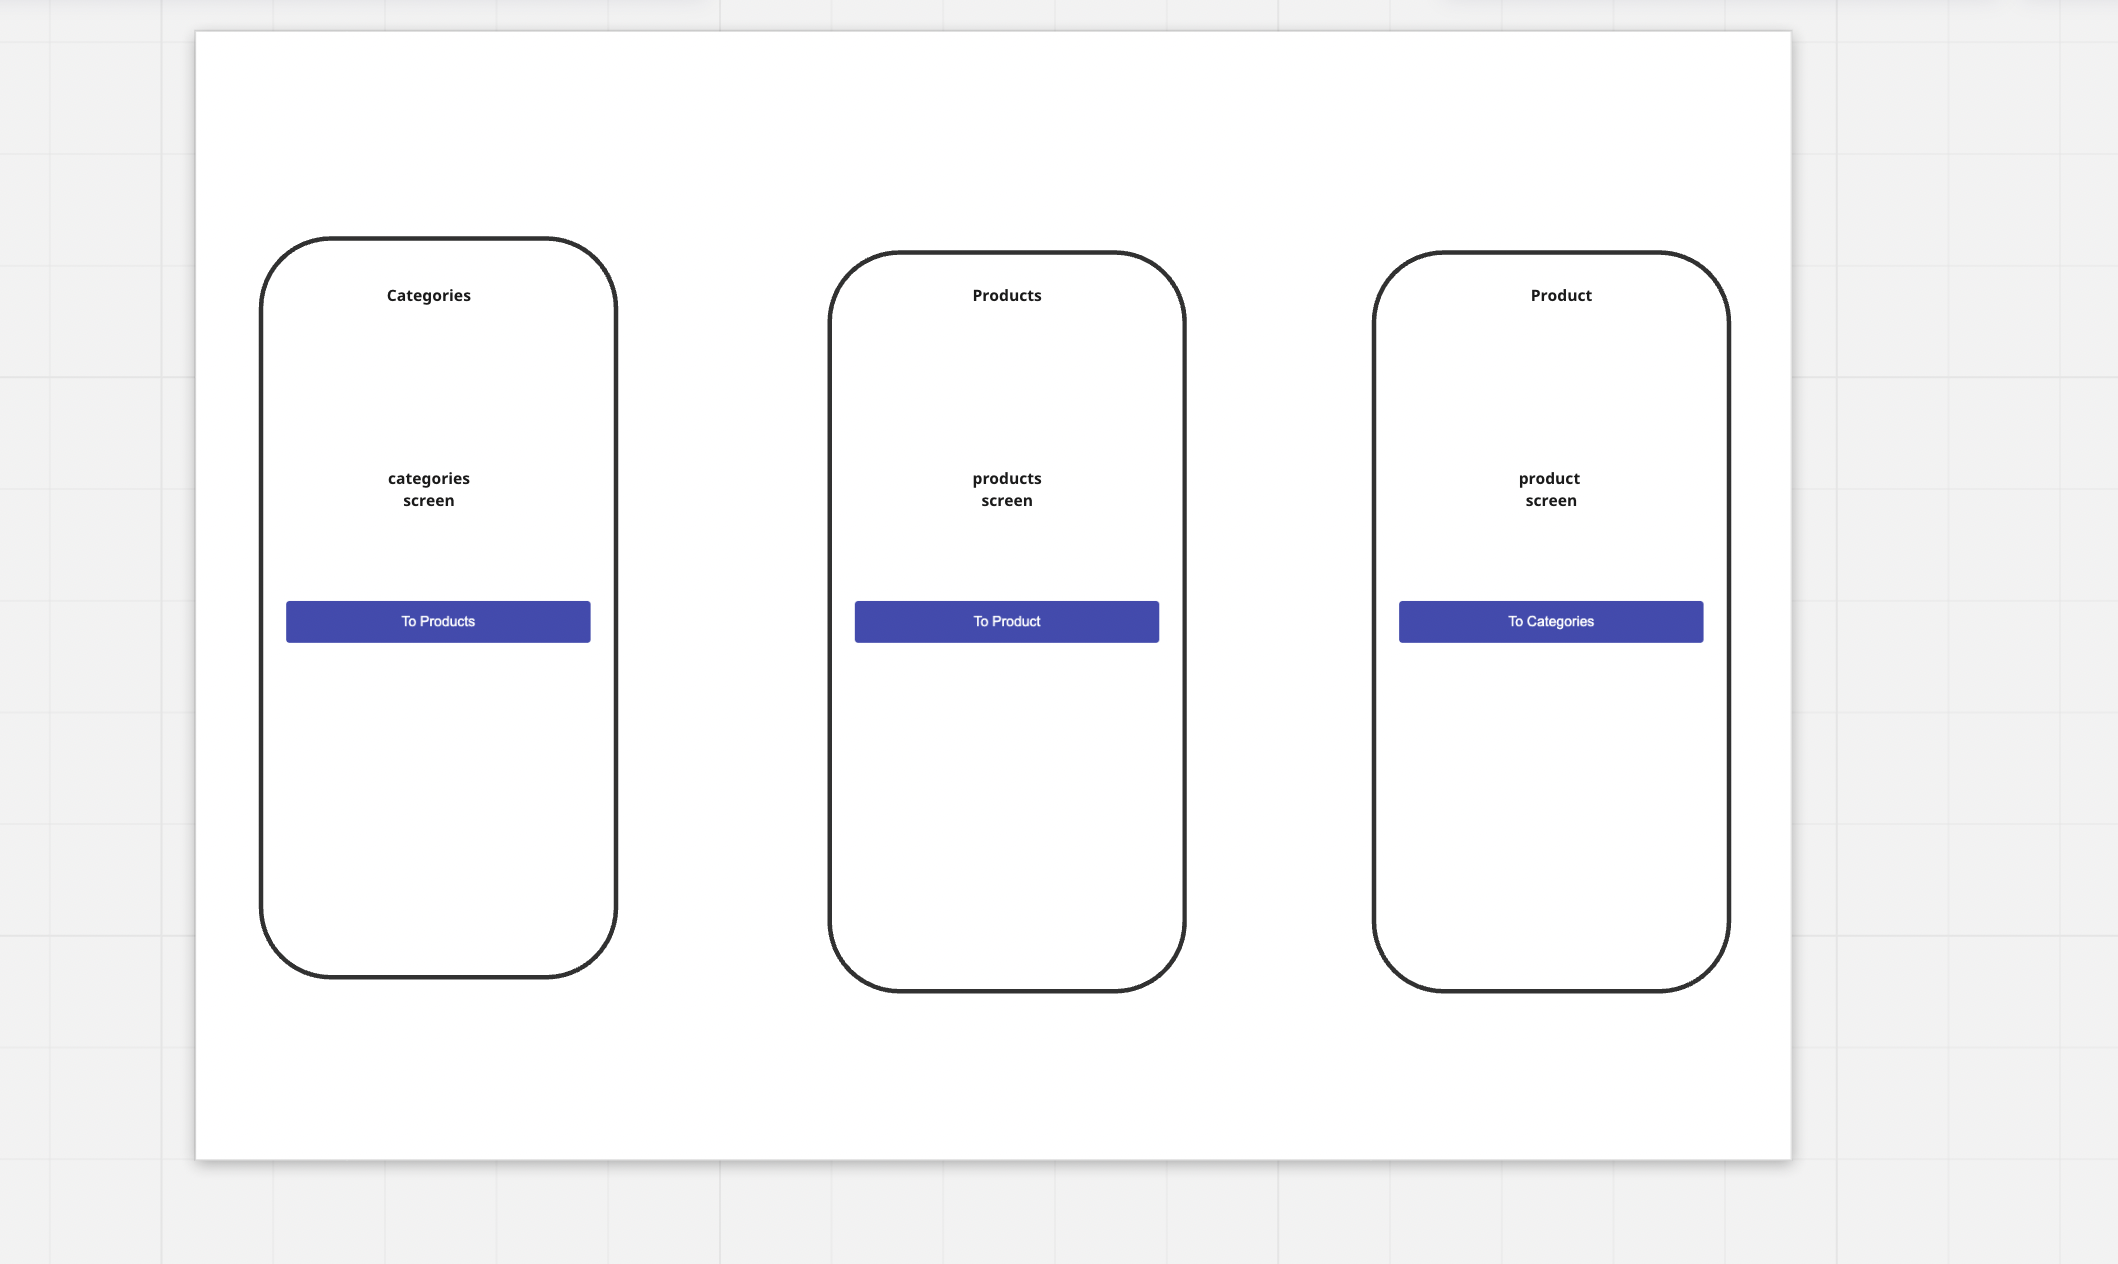 Categories
categories
screen
To Products
Products
products
screen
To Product
Product
product
screen
To Categories